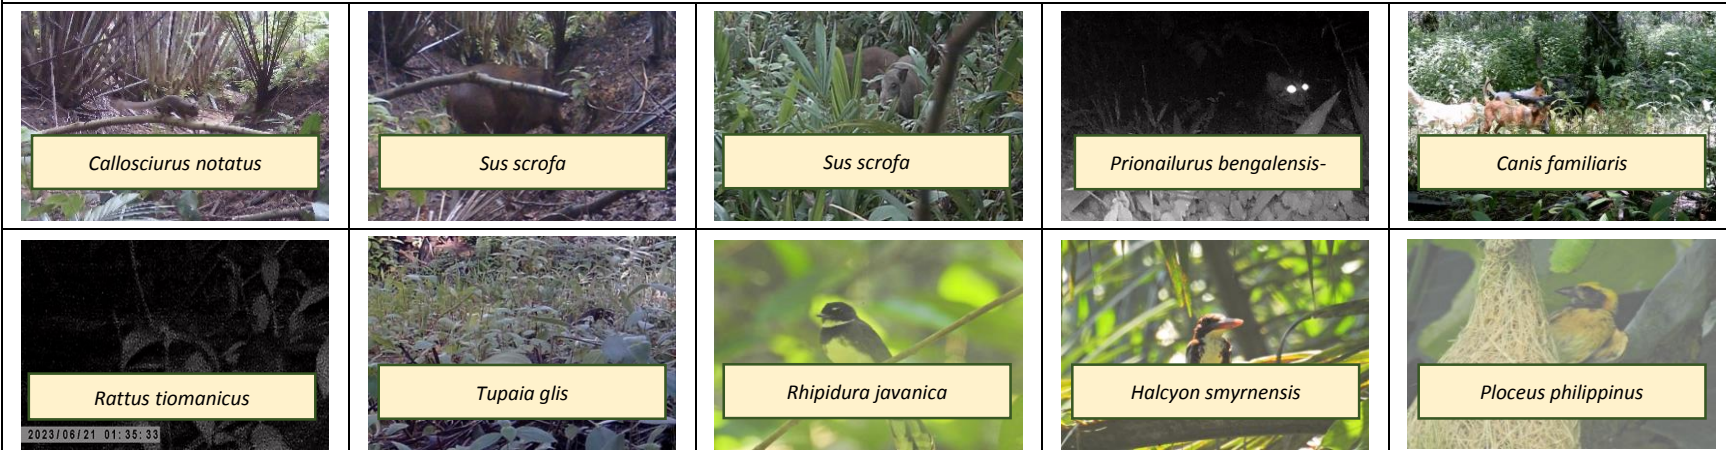 Callosciurus notatus
Sus scrofa
Sus scrofa
Prionailurus bengalensis-
Canis familiaris
Rattus tiomanicus
2023/06/21 01:35:33
Tupaia glis
Rhipidura javanica
Halcyon smyrnensis
Ploceus philippinus